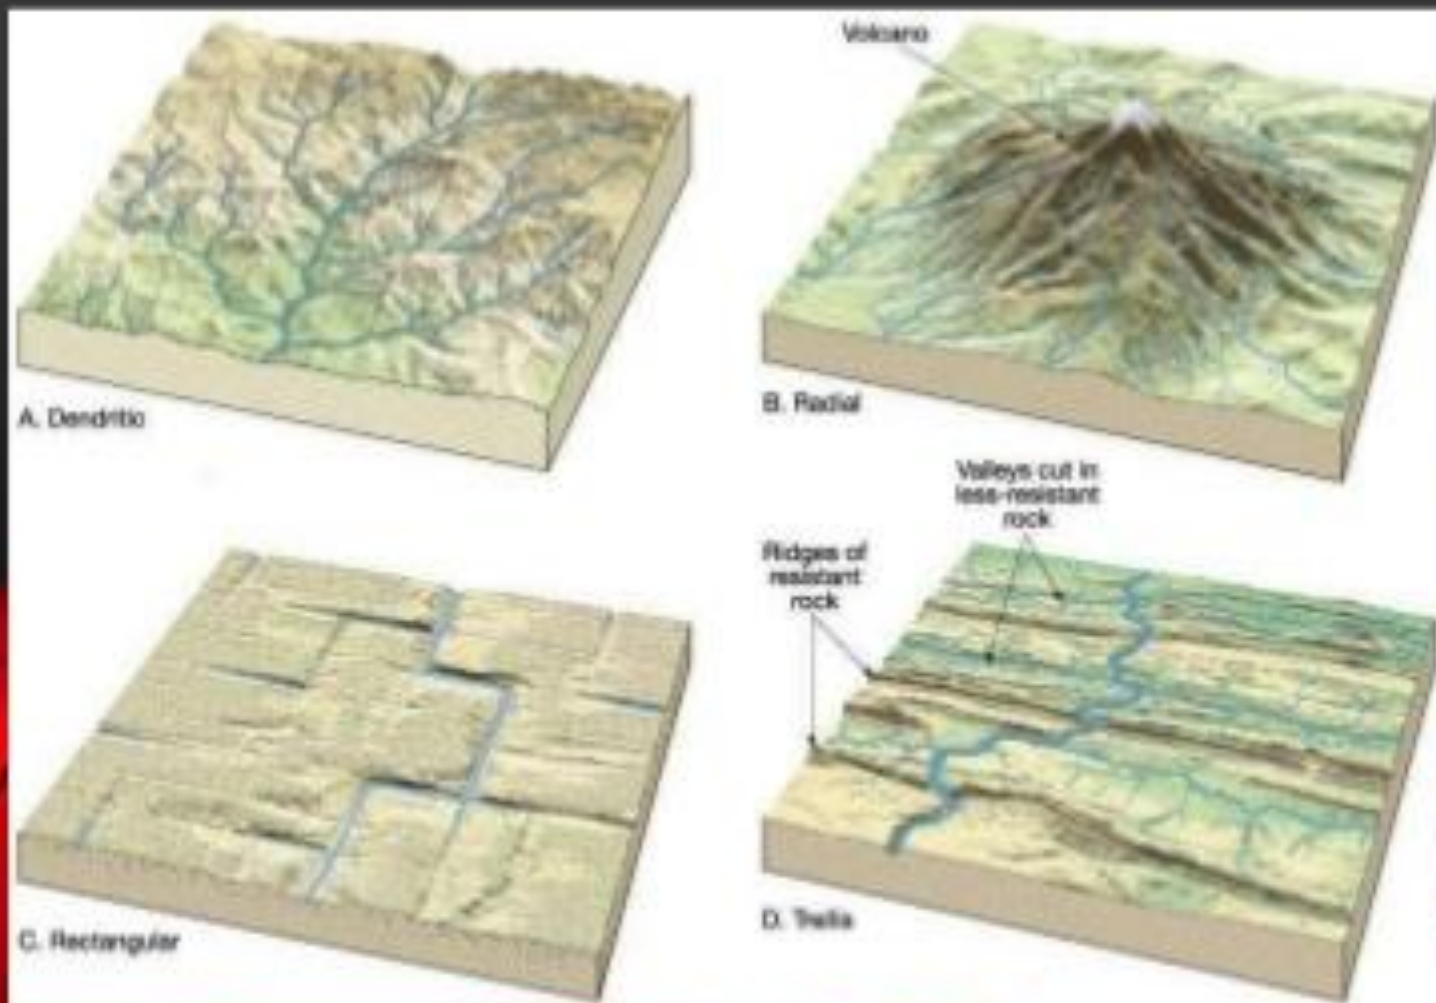 Volcano
A. Dendritic
B. Radial
Valleys cut in
less-resistant
rock
Ridges of
resistant
rock
C. Rectangular
D. Trellis